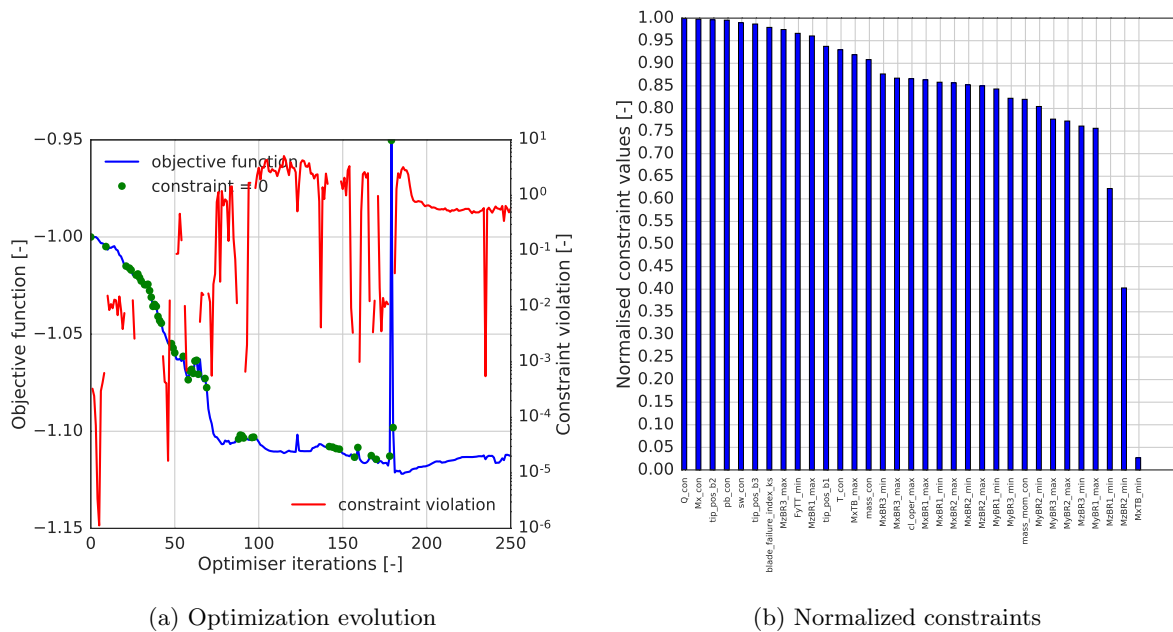 −0.95
−1.00
−1.05
−1.10
−1.15
Objective function [-]
objective function
constraint = 0
constraint violation
10^1
10^0
10^-1
10^-2
10^-3
10^-4
10^-5
10^-6
Constraint violation [-]
0 50 100 150 200 250
Optimiser iterations [-]
(a) Optimization evolution
1.00
0.95
0.90
0.85
0.80
0.75
0.70
0.65
0.60
0.55
0.50
0.45
0.40
0.35
0.30
0.25
0.20
0.15
0.10
0.05
0.00
Normalised constraint values [-]
Q_con
Mx_con
tip_pos_b2
pb_con
sw_con
tip_pos_b3
blade_failure_index_ks
MzBR3_max
FyTT_min
MzBR1_max
tip_pos_b1
T_con
MxTB_max
mass_con
MxBR3_min
MxBR3_max
cl_oper_max
MxBR1_max
MxBR1_min
MxBR2_max
MxBR2_min
MzBR2_max
MyBR1_min
MyBR3_min
mass_mom_con
MyBR2_min
MyBR3_max
MyBR2_max
MzBR3_min
MyBR1_max
MzBR1_min
MzBR2_min
MxTB_min
(b) Normalized constraints